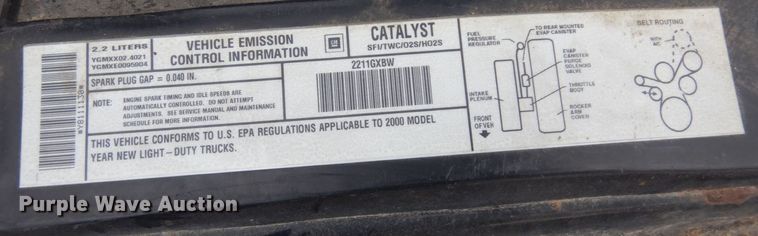 2.2 LITERS
YGMXX02.4021
YGMXE0095904
VEHICLE EMISSION
CONTROL INFORMATION
GM
CATALYST
SFI/TWC/O2S/HO2S
SPARK PLUG GAP = 0.040 IN.
2211GXBW
NOTE: ENGINE SPARK TIMING AND IDLE SPEEDS ARE
AUTOMATICALLY CONTROLLED. DO NOT ATTEMPT
ADJUSTMENTS. SEE SERVICE MANUAL AND MAINTENANCE
SCHEDULE FOR MORE INFORMATION.
THIS VEHICLE CONFORMS TO U.S. EPA REGULATIONS APPLICABLE TO 2000 MODEL
YEAR NEW LIGHT-DUTY TRUCKS.
FUEL
PRESSURE
REGULATOR
TO REAR MOUNTED
EVAP CANISTER
EVAP
CANISTER
PURGE
SOLENOID
VALVE
THROTTLE
BODY
INTAKE
PLENUM
ROCKER
ARM
COVER
FRONT
OF VEH
BELT ROUTING
WITH
A/C
Purple Wave Auction